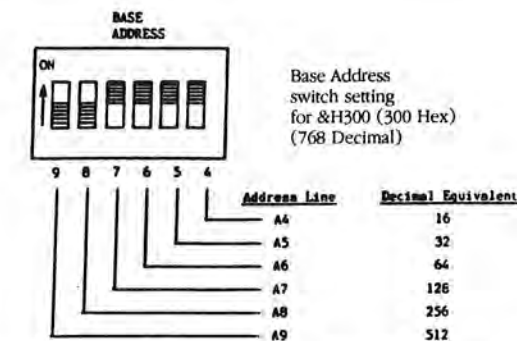 BASE
ADDRESS
ON
Base Address
switch setting
for &H300 (300 Hex)
(768 Decimal)
9 8 7 6 5 4
Address Line Decimal Equivalent
A4 16
A5 32
A6 64
A7 128
A8 256
A9 512